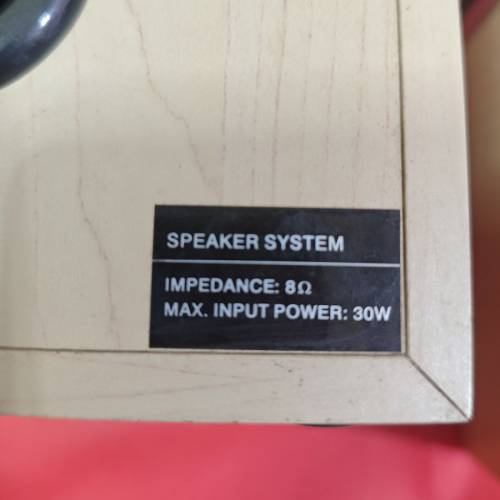 SPEAKER SYSTEM
IMPEDANCE: 8Ω
MAX. INPUT POWER: 30W